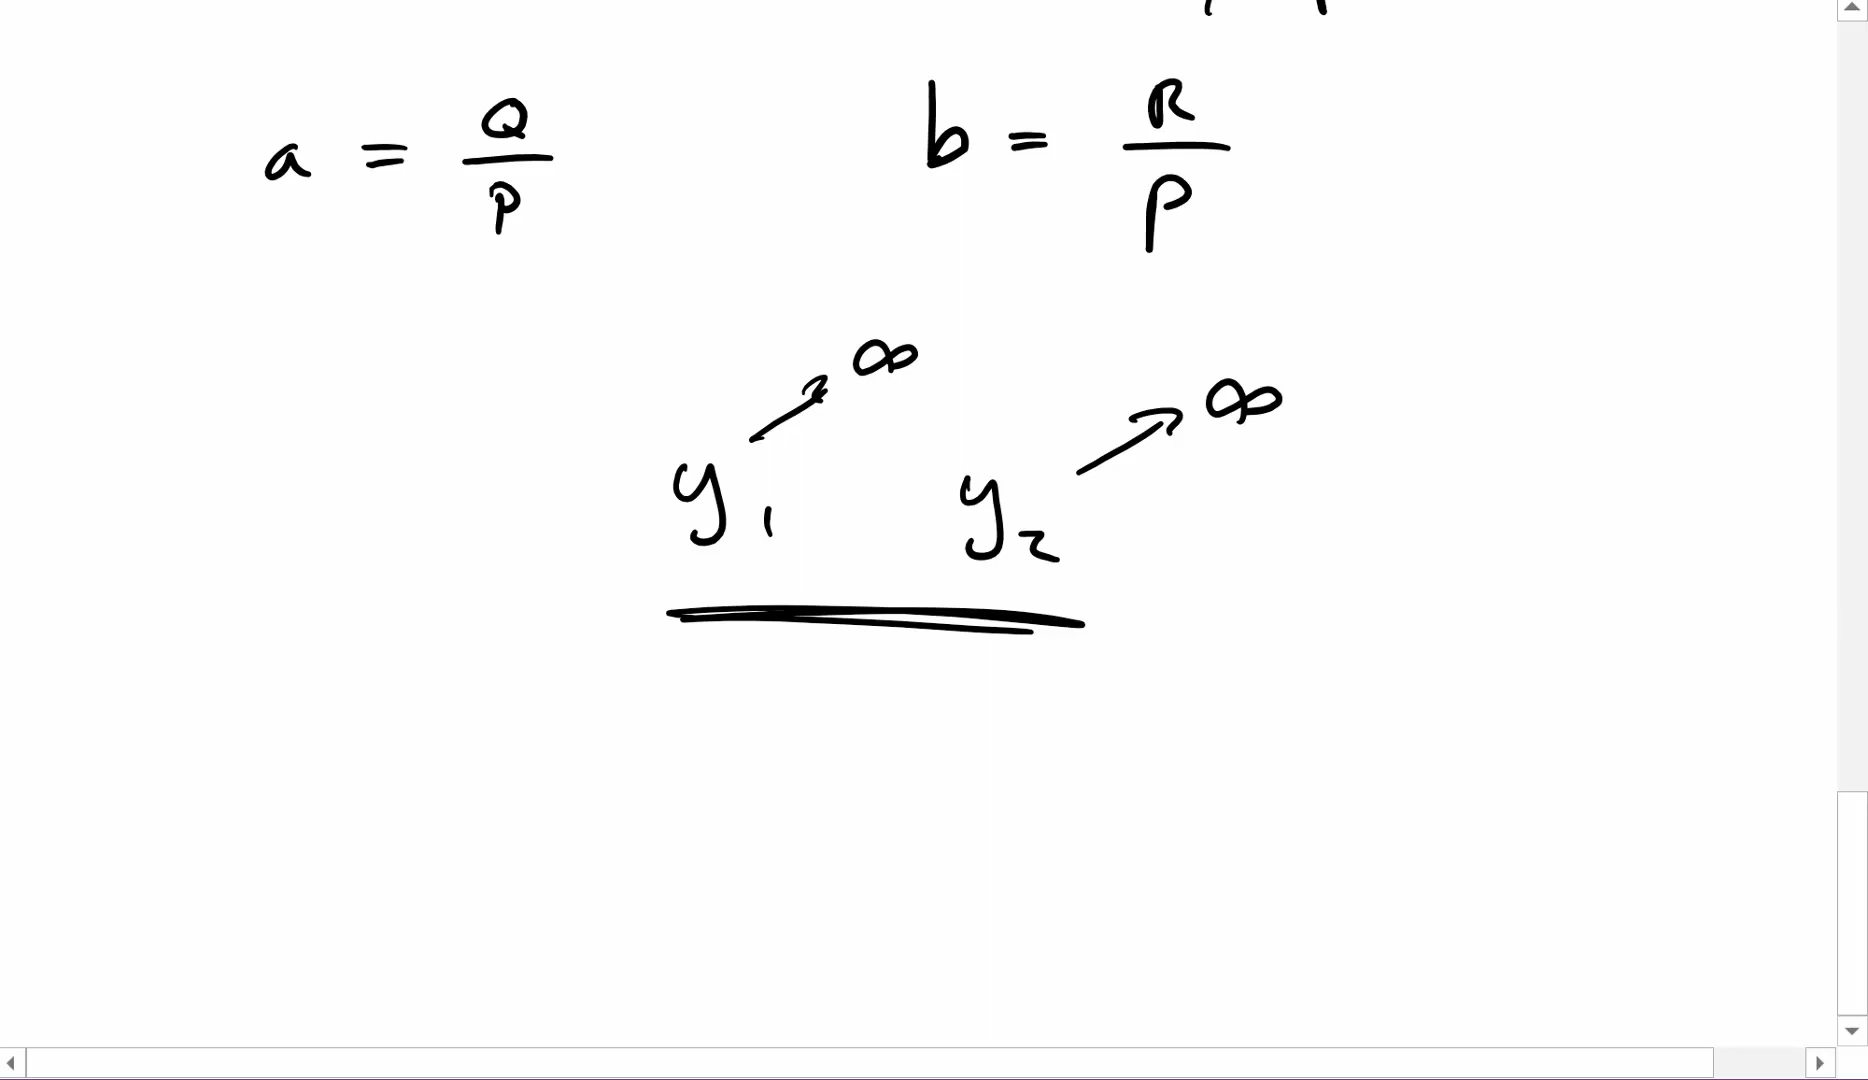 a = Q/P b = R/P
y₁ ↗ ∞ y₂ ↗ ∞